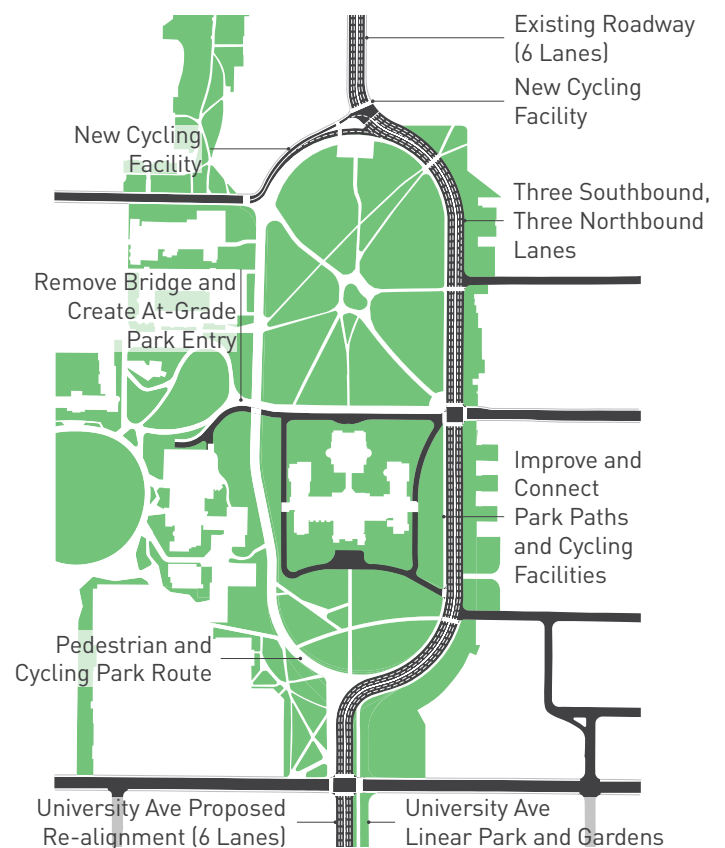 Existing Roadway
(6 Lanes)
New Cycling
Facility
New Cycling
Facility
Three Southbound,
Three Northbound
Lanes
Remove Bridge and
Create At-Grade
Park Entry
Improve and
Connect
Park Paths
and Cycling
Facilities
Pedestrian and
Cycling Park Route
University Ave Proposed
Re-alignment (6 Lanes)
University Ave
Linear Park and Gardens